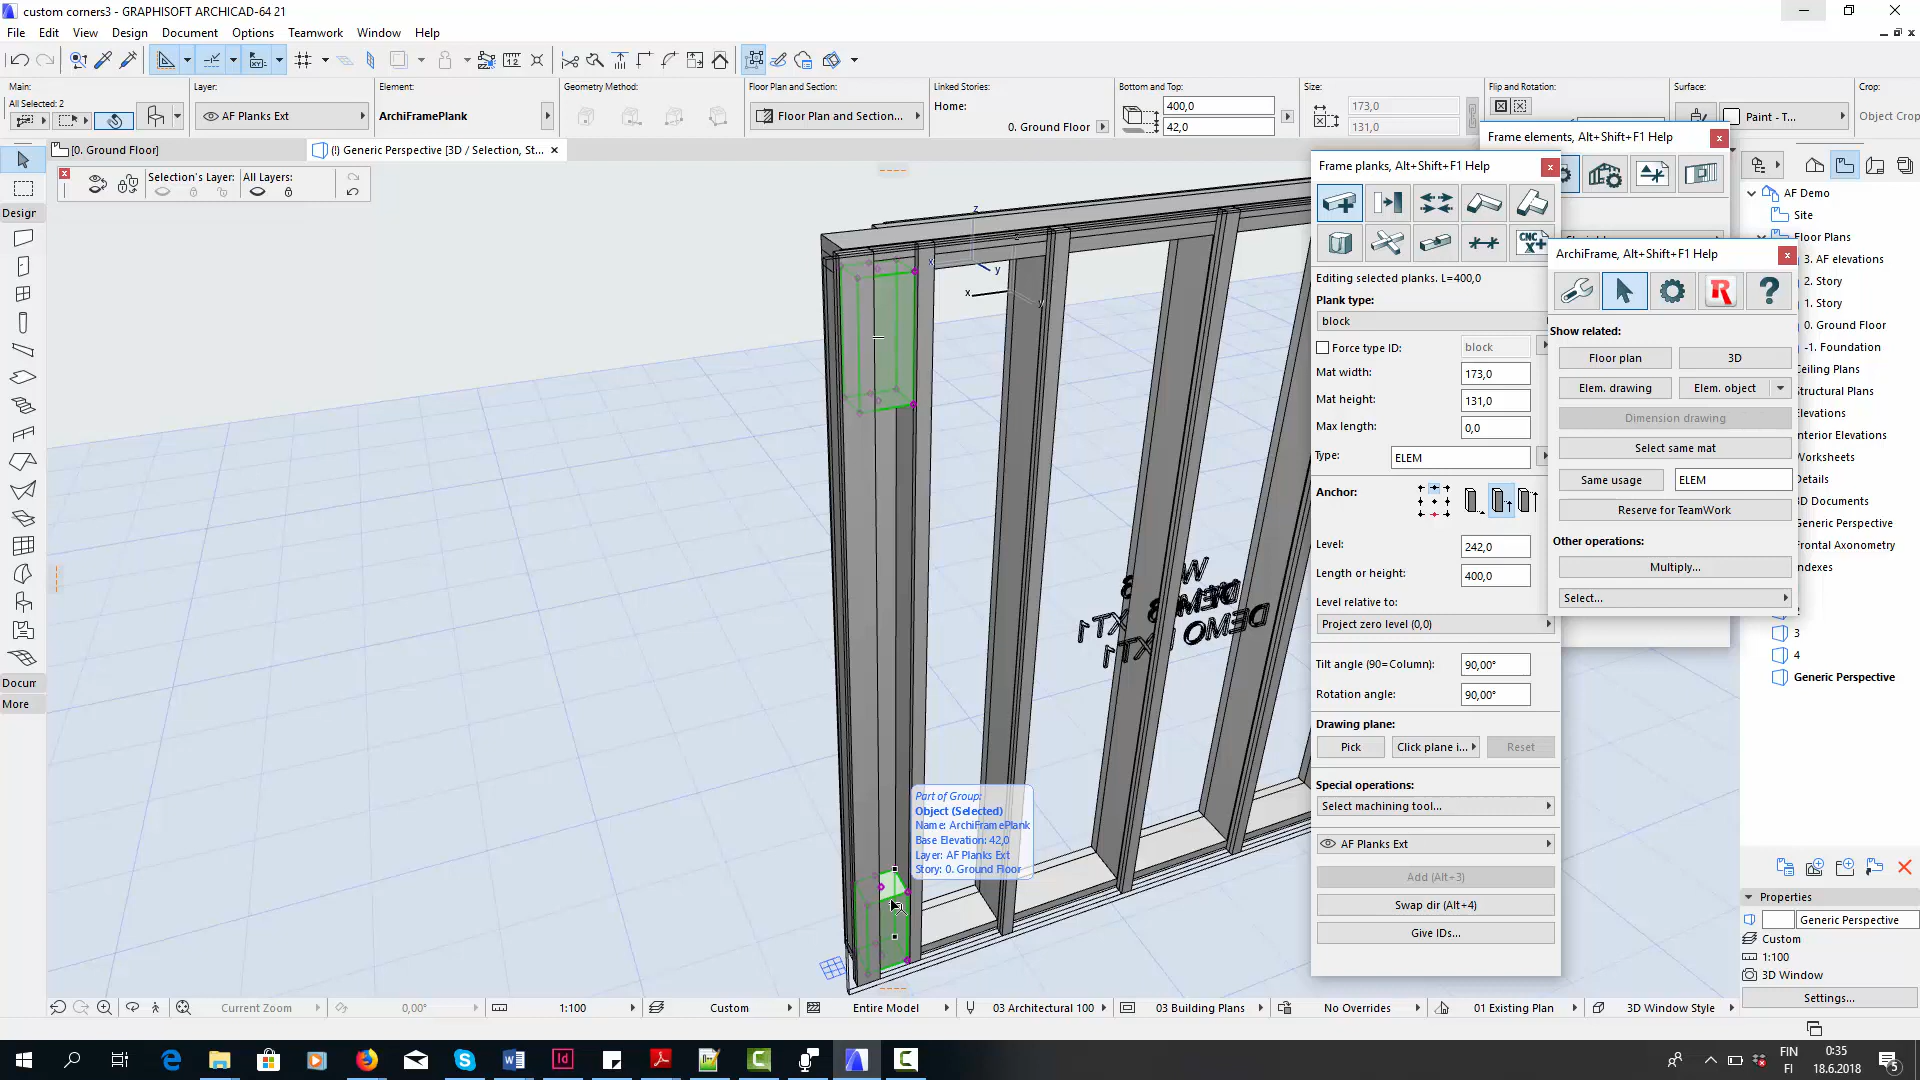 custom corners3 - GRAPHISOFT ARCHICAD-64 21
File Edit View Design Document Options Teamwork Window Help
Main:
All Selected: 2
Layer:
AF Planks Ext
Element:
ArchiFramePlank
Geometry Method:
Floor Plan and Section:
Floor Plan and Section...
Linked Stories:
Home:
0. Ground Floor
Bottom and Top:
400,0
42,0
Size:
173,0
131,0
Flip and Rotation:
Surface:
Paint - T...
Crop:
Object Crop
[0. Ground Floor]
(!) Generic Perspective [3D / Selection, St...
Selection's Layer:
All Layers:
Design
Docum
More
z
x
y
z
x
y
DEMO
TXT1
Part of Group:
Object (Selected)
Name: ArchiFramePlank
Base Elevation: 42,0
Layer: AF Planks Ext
Story: 0. Ground Floor
Frame planks, Alt+Shift+F1 Help
CNC
Editing selected planks. L=400,0
Plank type:
block
Force type ID:
block
Mat width:
173,0
Mat height:
131,0
Max length:
0,0
Type:
ELEM
Anchor:
Level:
242,0
Length or height:
400,0
Level relative to:
Project zero level (0,0)
Tilt angle (90=Column):
90,00°
Rotation angle:
90,00°
Drawing plane:
Pick
Click plane i...
Reset
Special operations:
Select machining tool...
AF Planks Ext
Add (Alt+3)
Swap dir (Alt+4)
Give IDs...
Frame elements, Alt+Shift+F1 Help
ArchiFrame, Alt+Shift+F1 Help
R
?
Show related:
Floor plan
3D
Elem. drawing
Elem. object
Dimension drawing
Select same mat
Same usage
ELEM
Reserve for TeamWork
Other operations:
Multiply...
Select...
AF Demo
Site
Floor Plans
3. AF elevations
2. Story
1. Story
0. Ground Floor
-1. Foundation
Ceiling Plans
Structural Plans
Elevations
Interior Elevations
Worksheets
Details
3D Documents
Generic Perspective
Frontal Axonometry
Indexes
3
4
Generic Perspective
Properties
Generic Perspective
Custom
1:100
3D Window
Settings...
Current Zoom
0,00°
1:100
Custom
Entire Model
03 Architectural 100
03 Building Plans
No Overrides
01 Existing Plan
3D Window Style
FIN
FI
0:35
18.6.2018
5